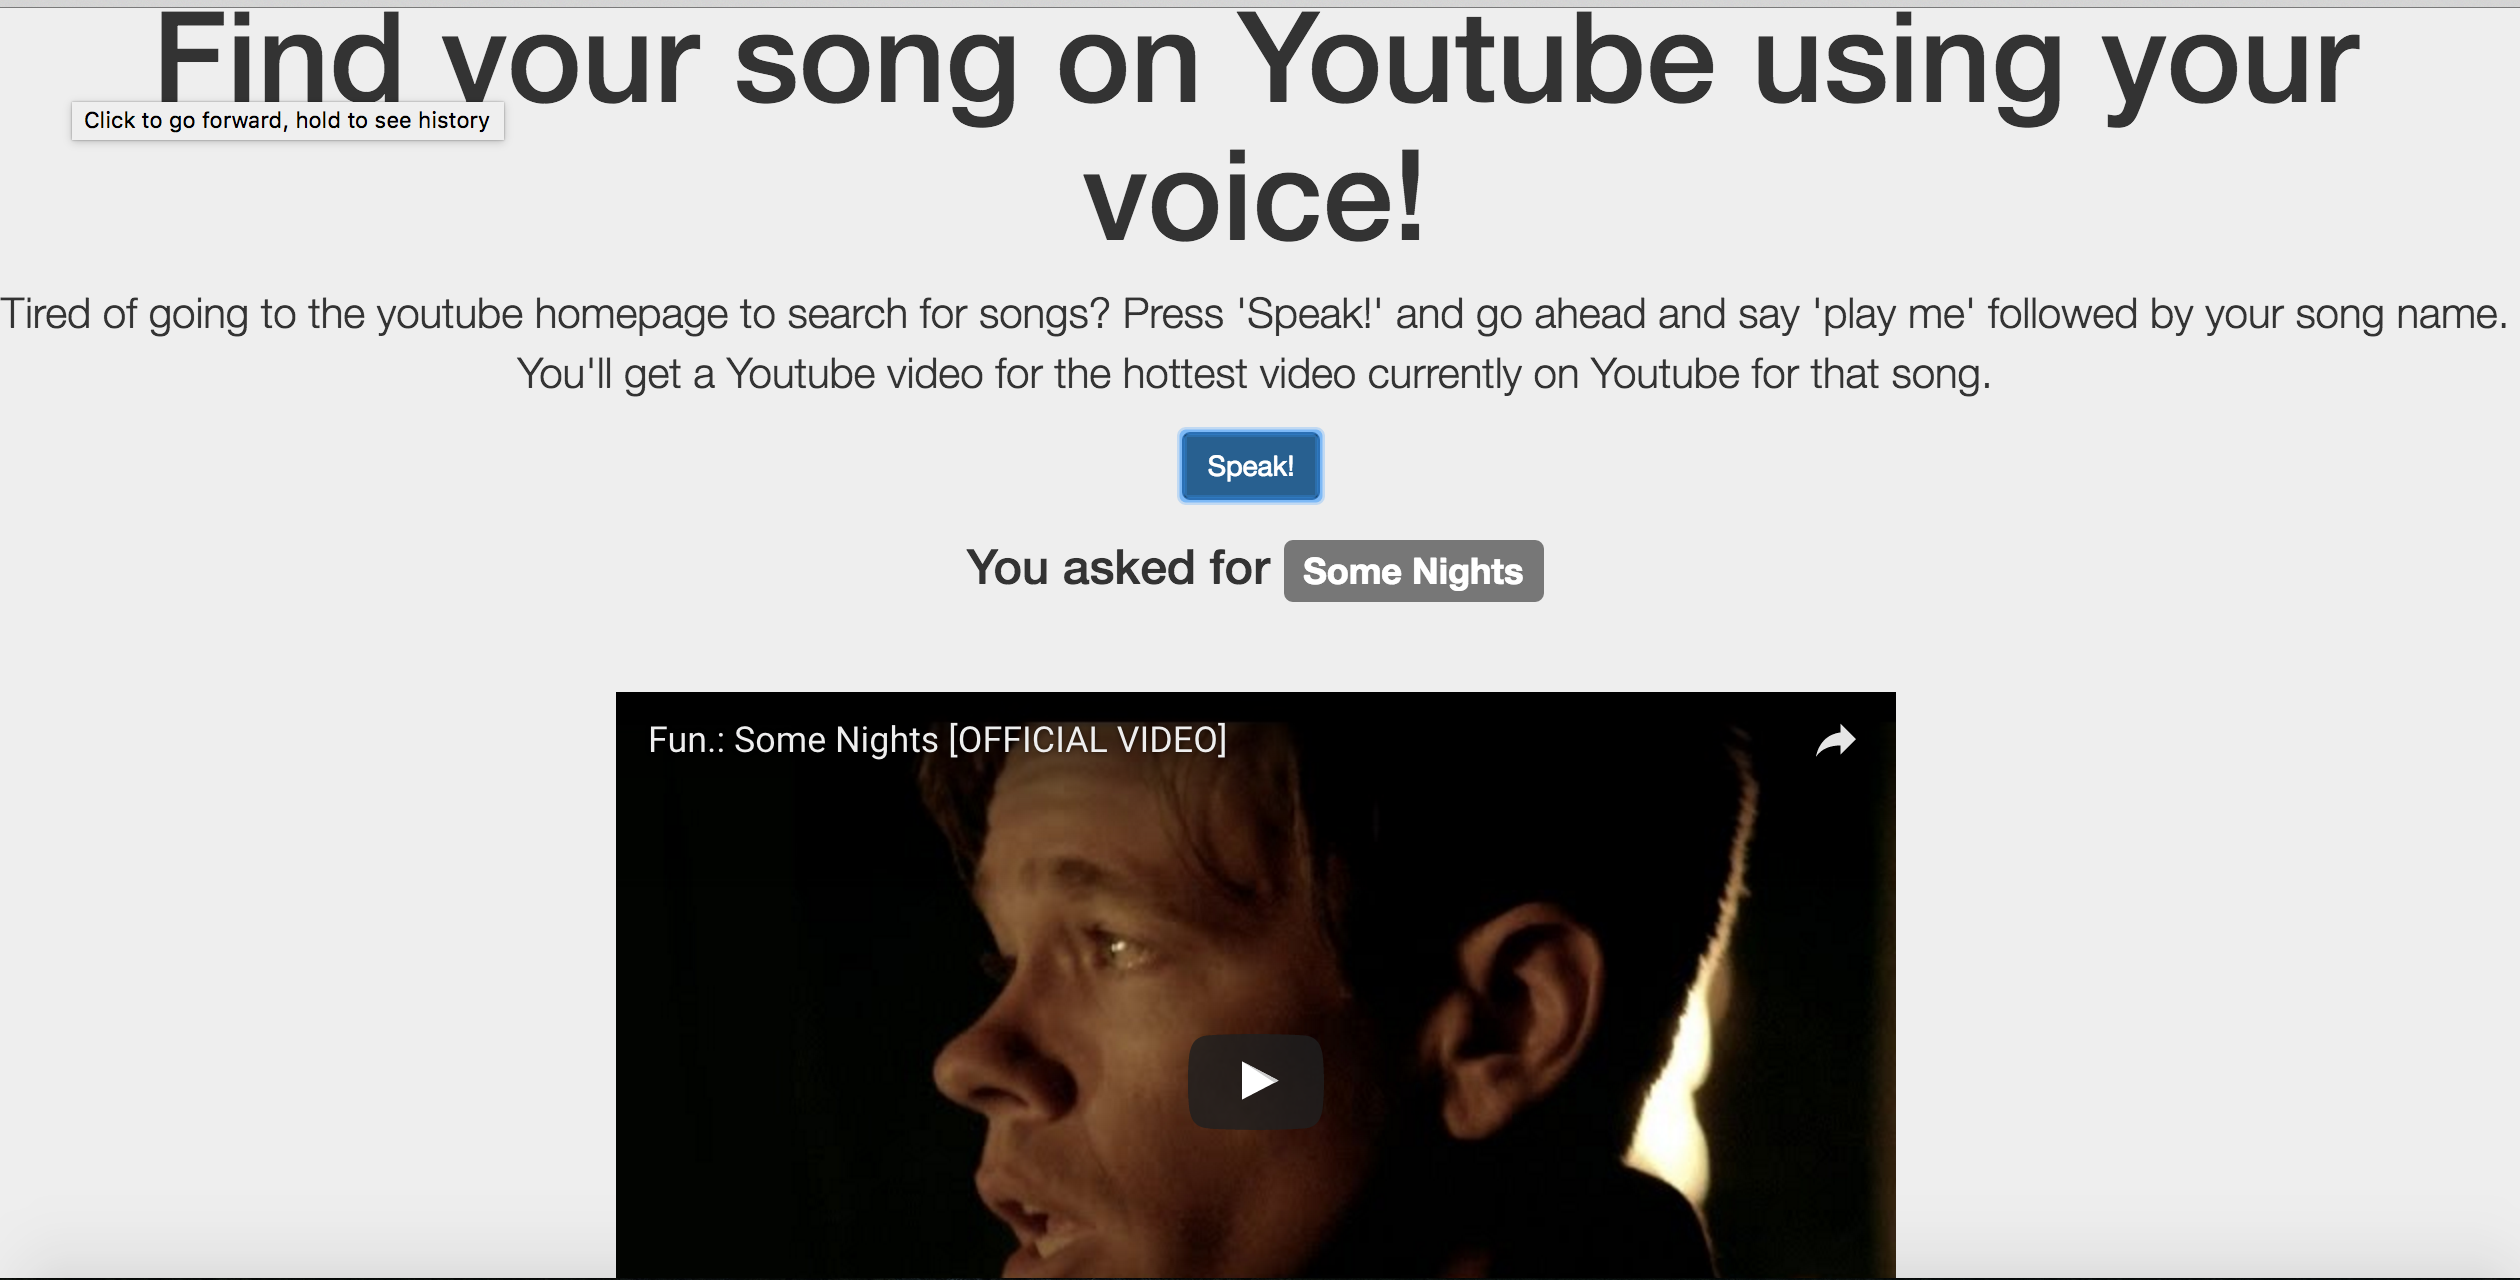 Find your song on Youtube using your
Click to go forward, hold to see history
voice!
Tired of going to the youtube homepage to search for songs? Press 'Speak!' and go ahead and say 'play me' followed by your song name.
You'll get a Youtube video for the hottest video currently on Youtube for that song.
Speak!
You asked for Some Nights
Fun.: Some Nights [OFFICIAL VIDEO]